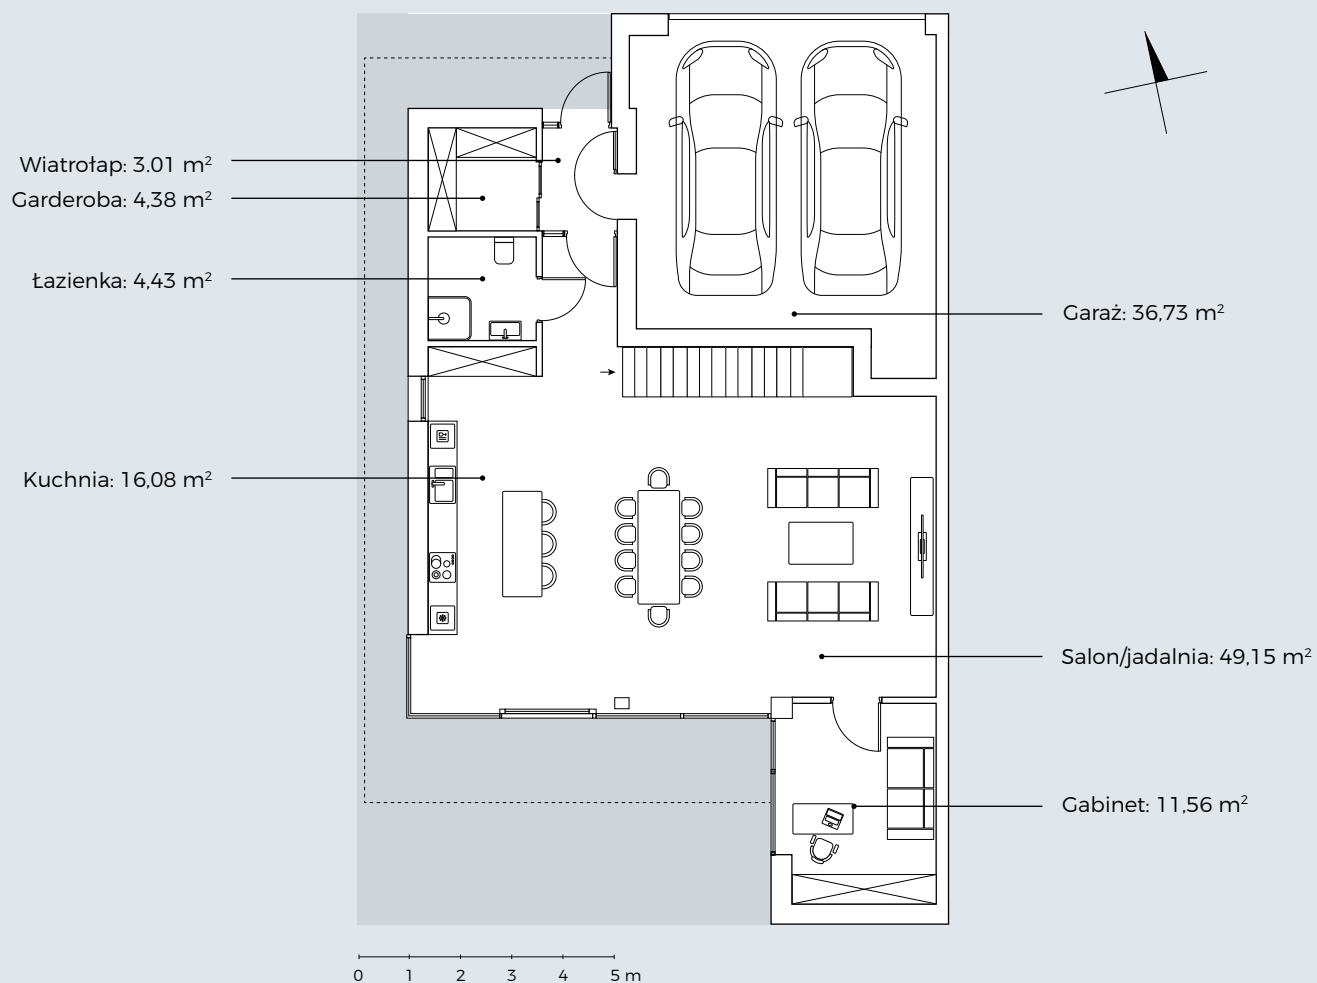 Wiatrołap: 3.01 m²
Garderoba: 4,38 m²
Łazienka: 4,43 m²
Garaż: 36,73 m²
Kuchnia: 16,08 m²
Salon/jadalnia: 49,15 m²
Gabinet: 11,56 m²
0 1 2 3 4 5 m